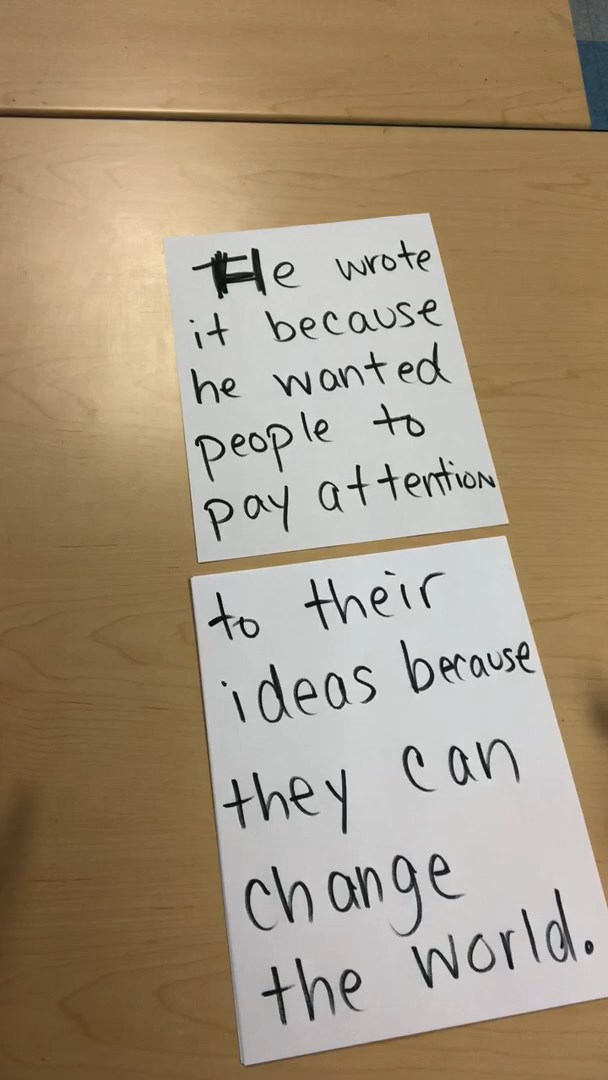 He wrote
it because
he wanted
people to
pay attention
to their
ideas because
they can
change
the world.